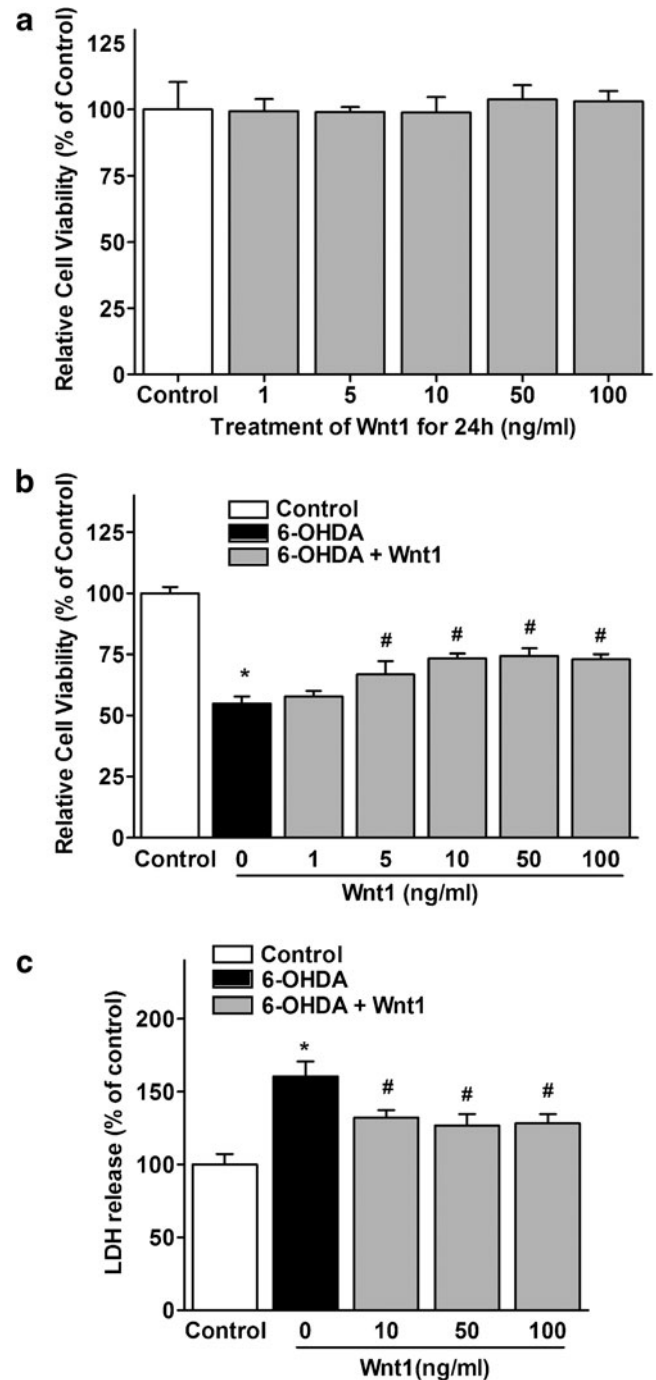 a
Relative Cell Viability (% of Control)
125
100
75
50
25
0
Control 1 5 10 50 100
Treatment of Wnt1 for 24h (ng/ml)
b
Relative Cell Viability (% of Control)
Control
6-OHDA
6-OHDA + Wnt1
125
100
75
50
25
0
* # # # #
Control 0 1 5 10 50 100
Wnt1 (ng/ml)
c
LDH release (% of control)
Control
6-OHDA
6-OHDA + Wnt1
200
150
100
50
0
* # # #
Control 0 10 50 100
Wnt1(ng/ml)